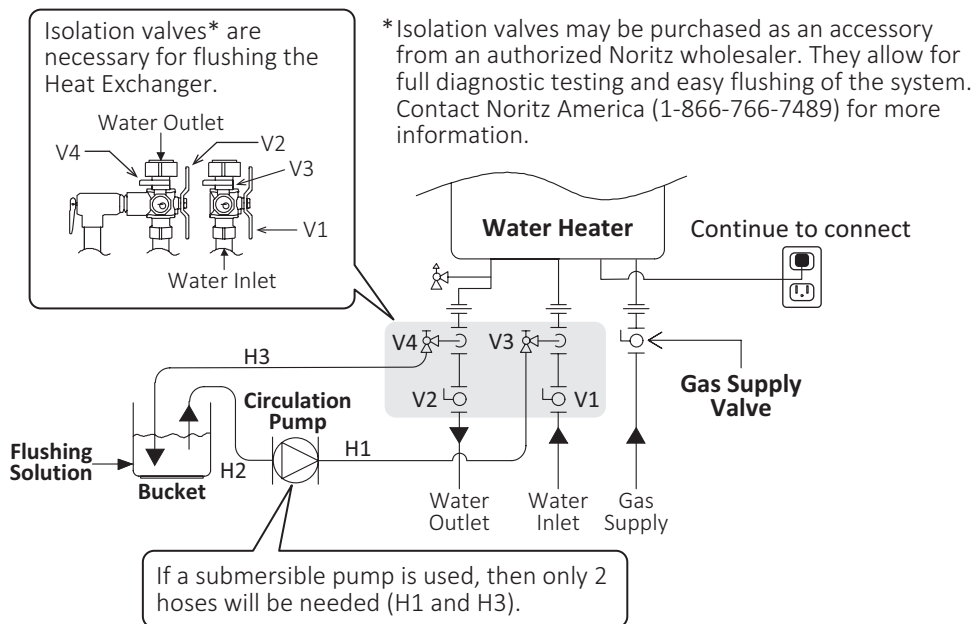 Isolation valves* are
necessary for flushing the
Heat Exchanger.
Water Outlet
V4
V2
V3
V1
Water Inlet
*Isolation valves may be purchased as an accessory
from an authorized Noritz wholesaler. They allow for
full diagnostic testing and easy flushing of the system.
Contact Noritz America (1-866-766-7489) for more
information.
Water Heater
Continue to connect
V4
V3
H3
V2
V1
Gas Supply
Valve
Circulation
Pump
H1
Flushing
Solution
H2
Bucket
Water
Outlet
Water
Inlet
Gas
Supply
If a submersible pump is used, then only 2
hoses will be needed (H1 and H3).